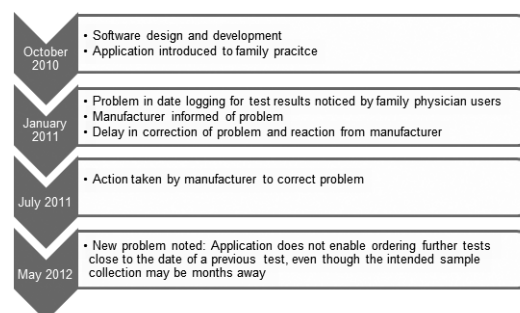 October
2010
• Software design and development
• Application introduced to family pracitce
January
2011
• Problem in date logging for test results noticed by family physician users
• Manufacturer informed of problem
• Delay in correction of problem and reaction from manufacturer
July 2011
• Action taken by manufacturer to correct problem
May 2012
• New problem noted: Application does not enable ordering further tests
close to the date of a previous test, even though the intended sample
collection may be months away